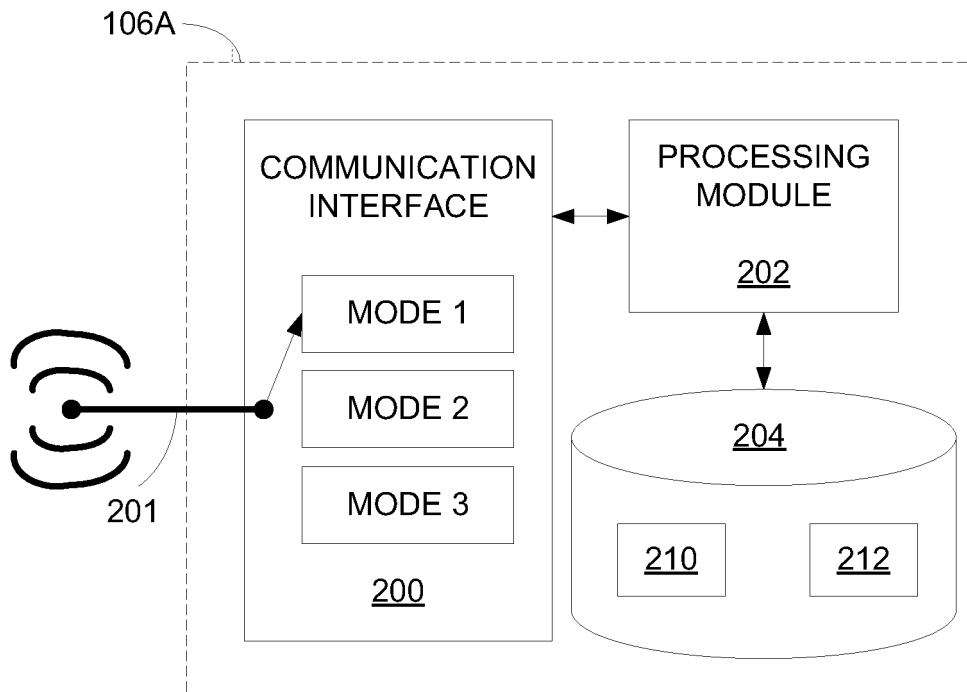 106A
COMMUNICATION
INTERFACE
MODE 1
MODE 2
MODE 3
200
201
PROCESSING
MODULE
202
204
210
212